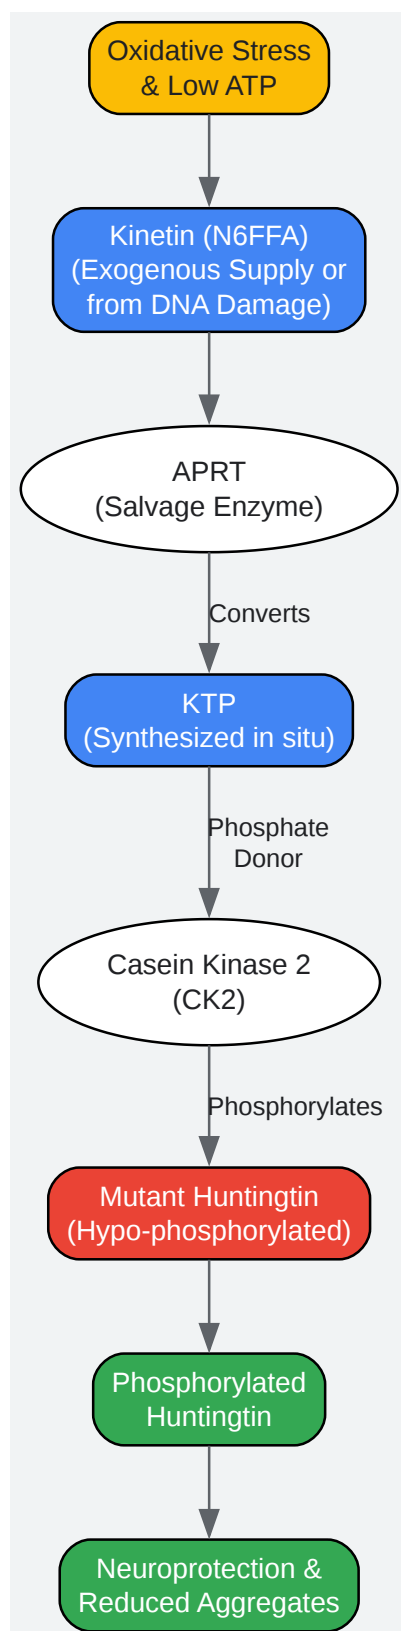 Oxidative Stress
& Low ATP
Kinetin (N6FFA)
(Exogenous Supply or
from DNA Damage)
APRT
(Salvage Enzyme)
Converts
KTP
(Synthesized in situ)
Phosphate
Donor
Casein Kinase 2
(CK2)
Phosphorylates
Mutant Huntingtin
(Hypo-phosphorylated)
Phosphorylated
Huntingtin
Neuroprotection &
Reduced Aggregates